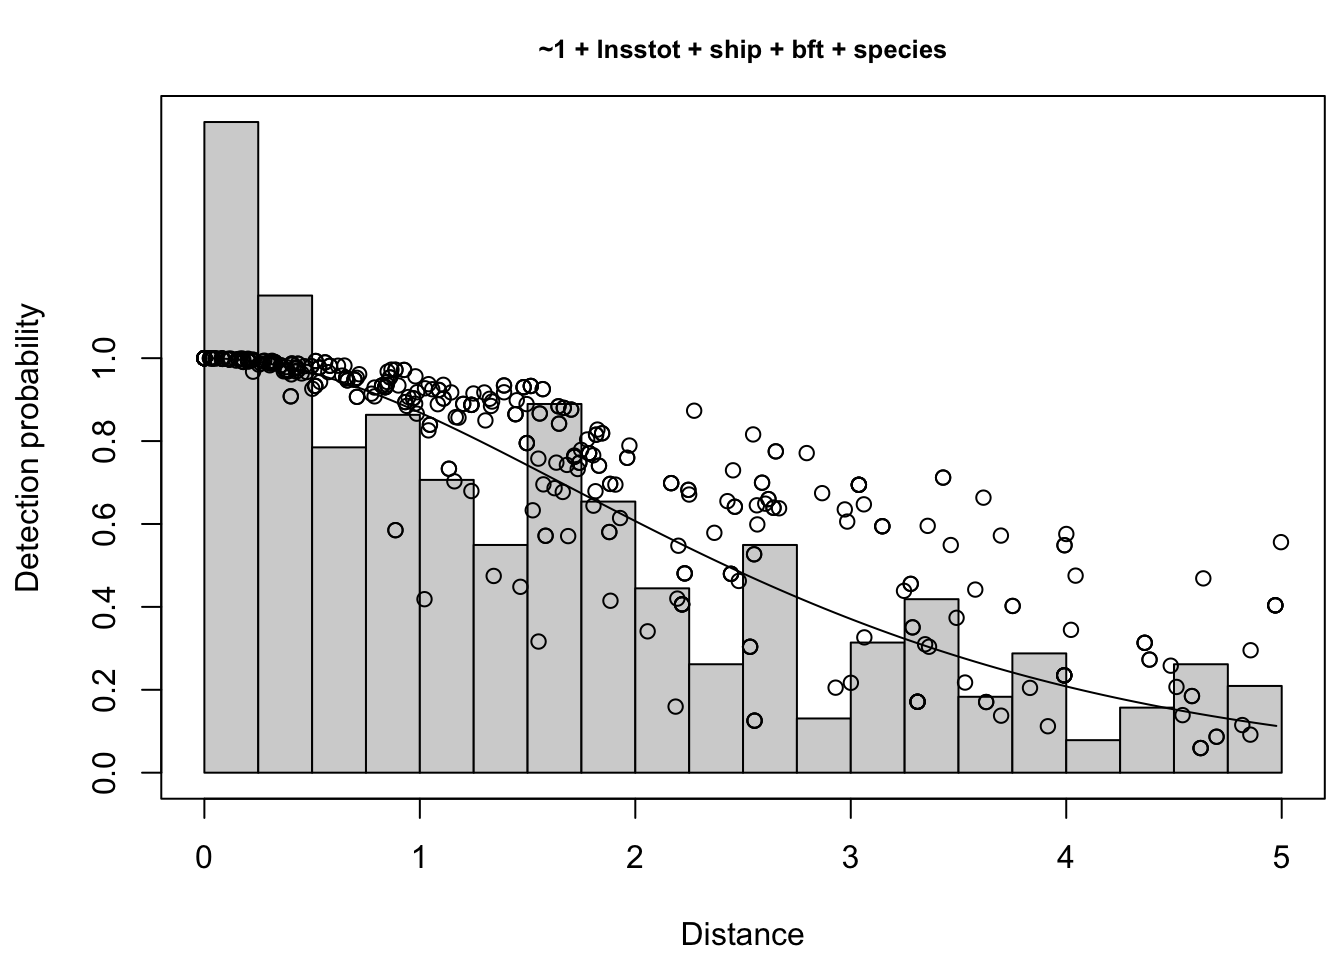 ~1 + lnsstot + ship + bft + species
Detection probability
1.0
0.8
0.6
0.4
0.2
0.0
0 1 2 3 4 5
Distance